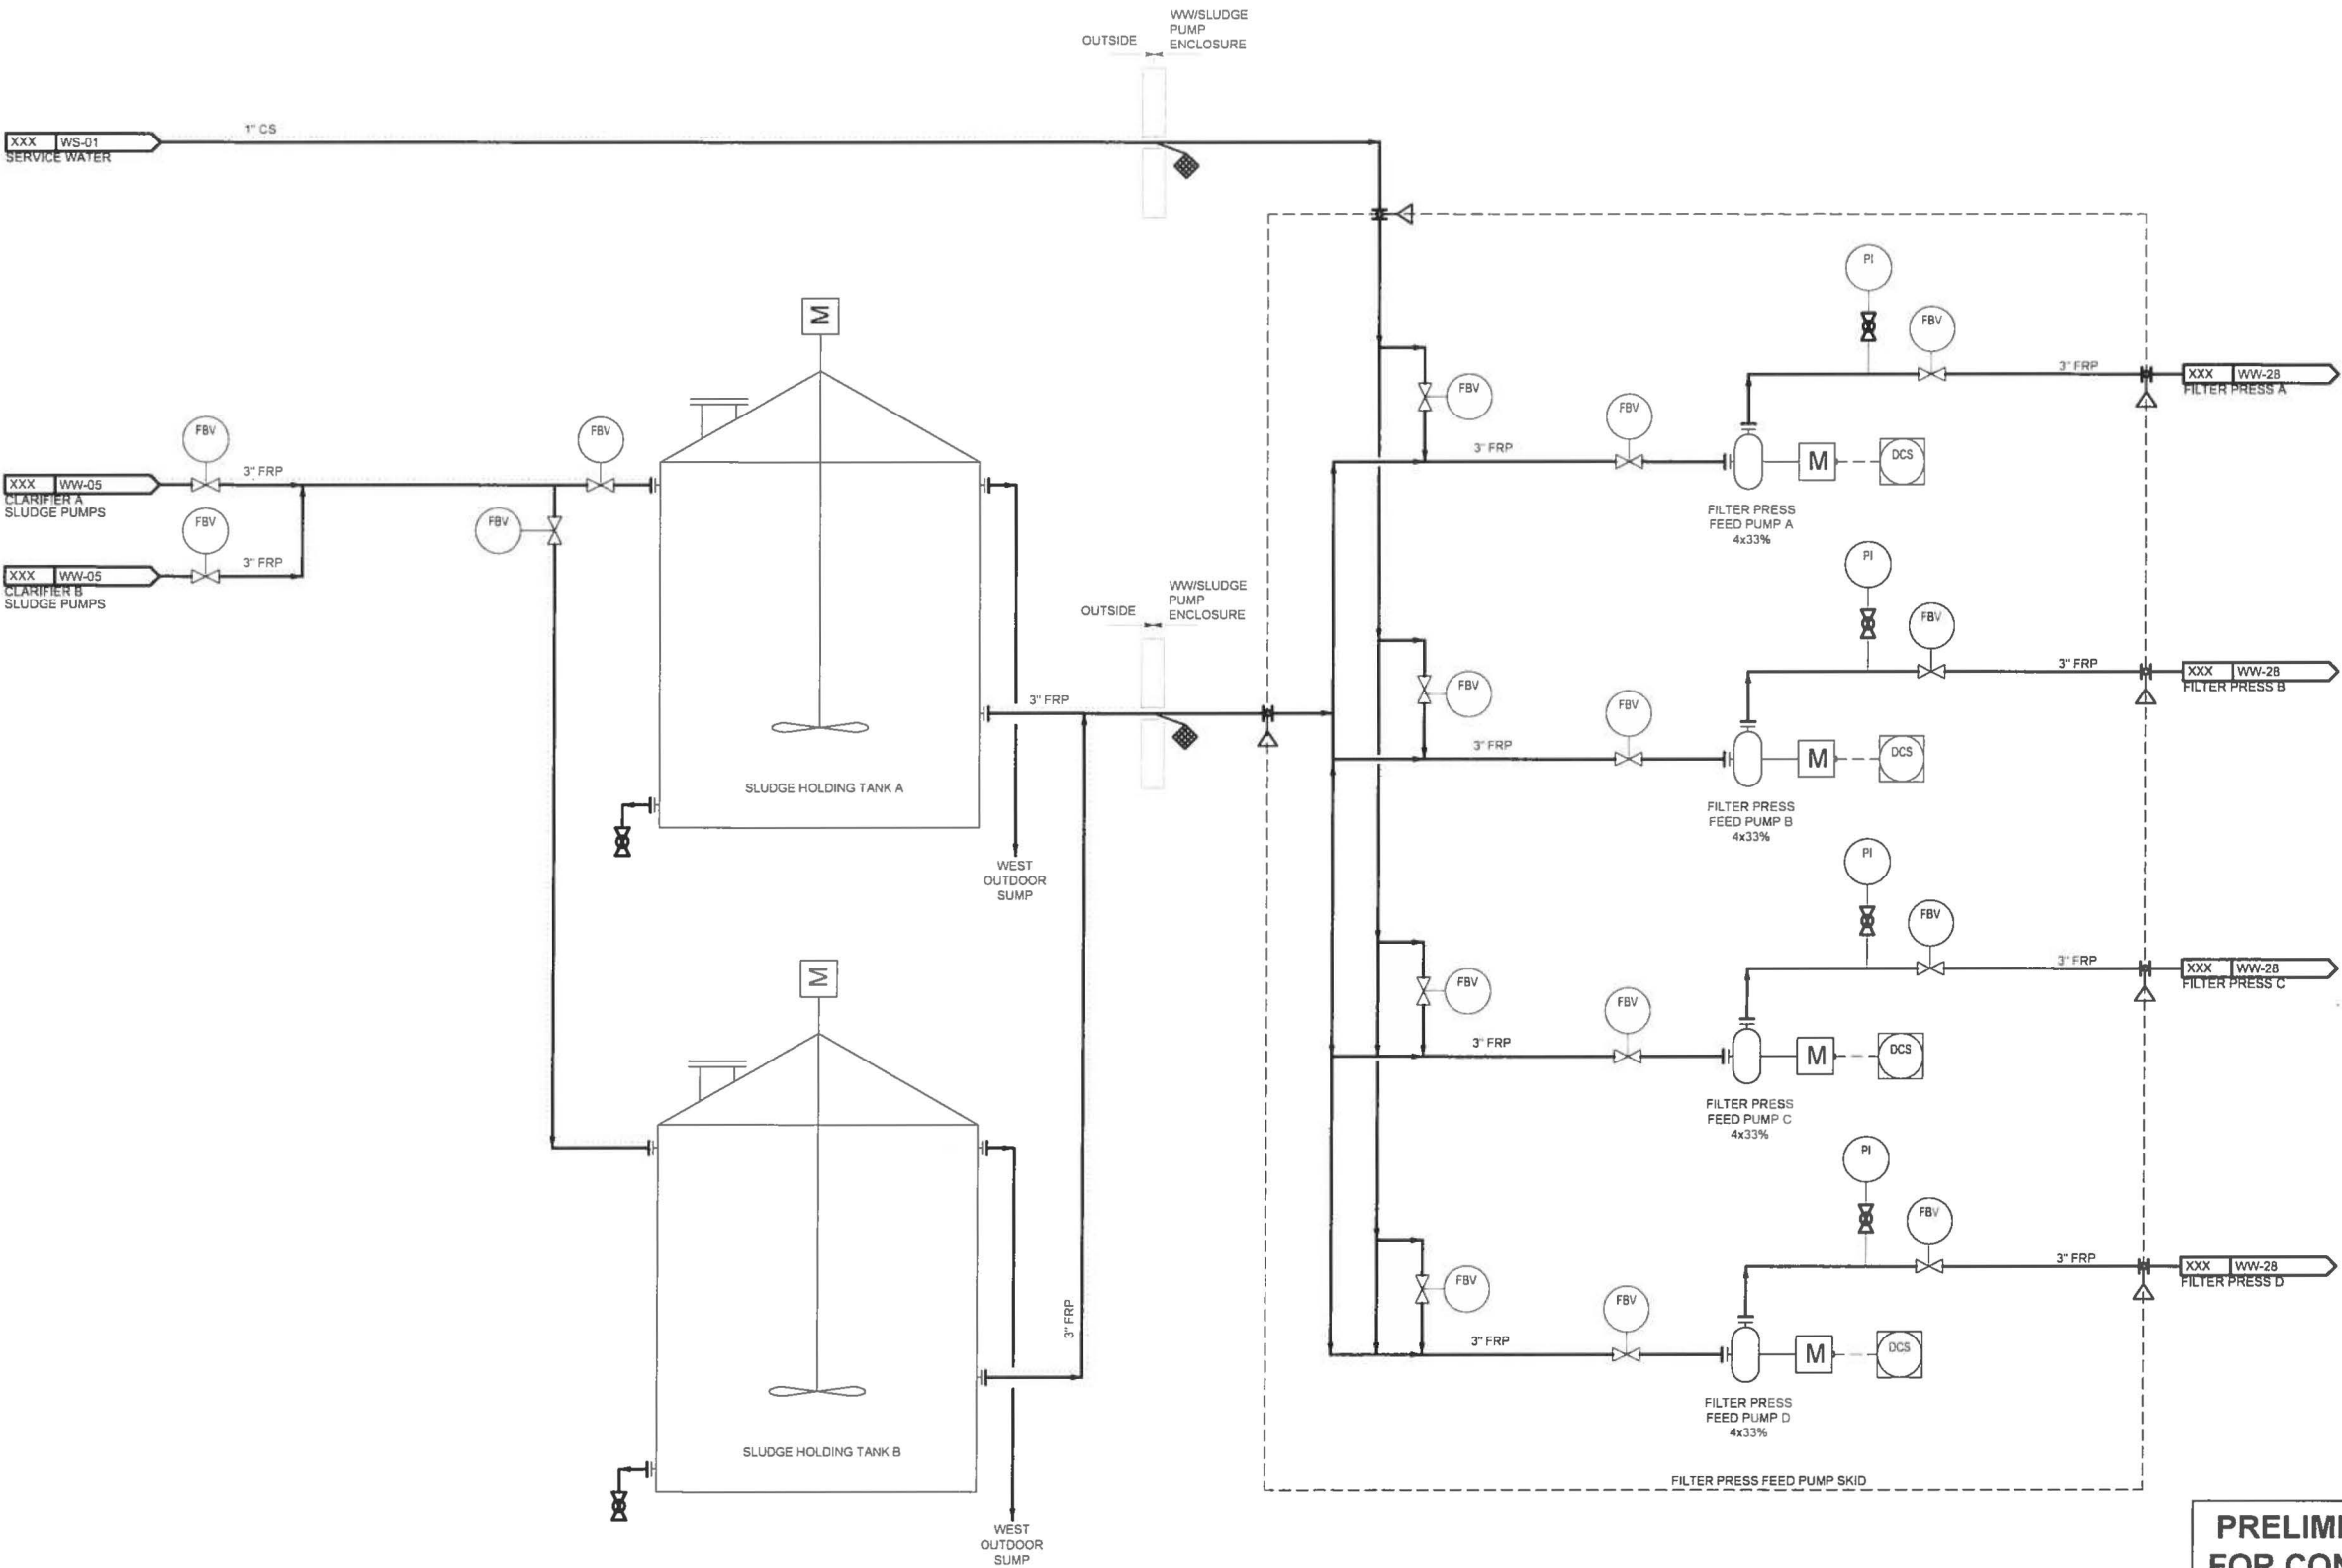 WW/SLUDGE
PUMP
ENCLOSURE
OUTSIDE
1" CS
XXX WS-01
SERVICE WATER
PI
FBV
M
3" FRP
XXX WW-28
FILTER PRESS A
FBV
FBV
FBV
FBV
3" FRP
M
DCS
3" FRP
XXX WW-05
CLARIFIER A
SLUDGE PUMPS
FILTER PRESS
FEED PUMP A
4x33%
FBV
FBV
PI
3" FRP
XXX WW-05
CLARIFIER B
SLUDGE PUMPS
WW/SLUDGE
PUMP
ENCLOSURE
OUTSIDE
FBV
3" FRP
XXX WW-28
FILTER PRESS B
3" FRP
FBV
FBV
3" FRP
M
DCS
SLUDGE HOLDING TANK A
FILTER PRESS
FEED PUMP B
4x33%
WEST
OUTDOOR
SUMP
PI
FBV
3" FRP
XXX WW-28
FILTER PRESS C
M
FBV
FBV
3" FRP
M
DCS
FILTER PRESS
FEED PUMP C
4x33%
PI
FBV
3" FRP
XXX WW-28
FILTER PRESS D
FBV
FBV
3" FRP
3" FRP
M
DCS
FILTER PRESS
FEED PUMP D
4x33%
SLUDGE HOLDING TANK B
FILTER PRESS FEED PUMP SKID
WEST
OUTDOOR
SUMP
PRELIMI
FOR CON